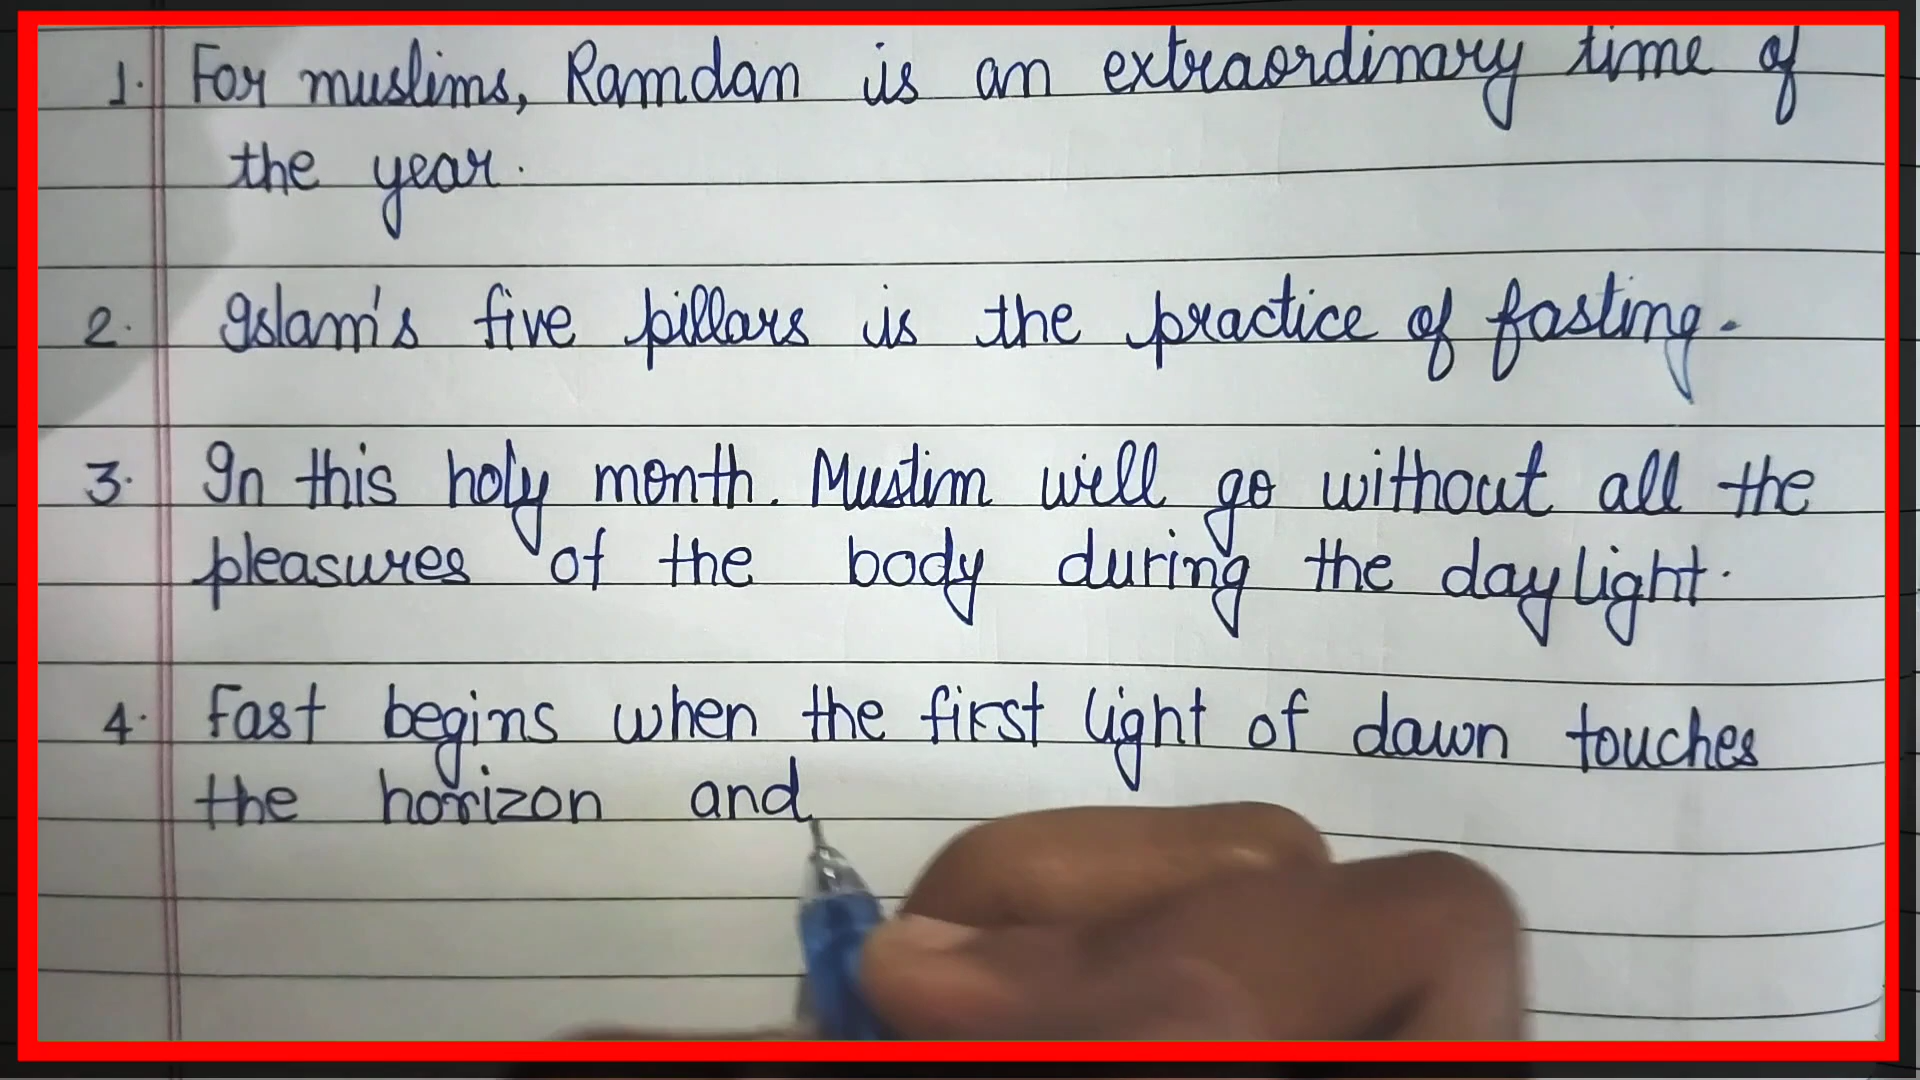 1. For muslims, Ramdan is an extraordinary time of
the year.
2. Islam's five pillars is the practice of fasting.
3. In this holy month. Muslim will go without all the
pleasures of the body during the daylight.
4. Fast begins when the first light of dawn touches
the horizon and